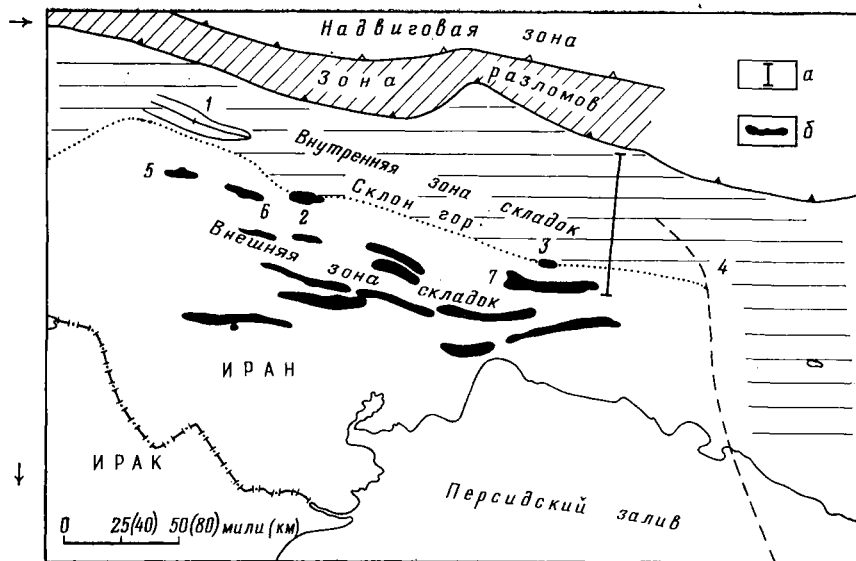 Надвиговая зона
Зона разломов
а
б
1
Внутренняя зона складок
Склон гор
5
6
2
3
4
7
Внешняя зона складок
ИРАН
ИРАК
Персидский залив
0 25(40) 50(80) мили (км)